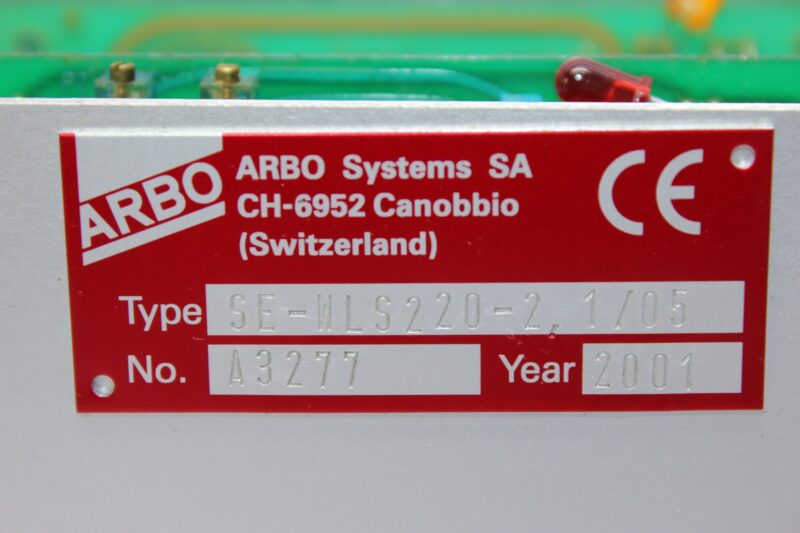 ARBO
ARBO Systems SA
CH-6952 Canobbio
(Switzerland)
CE
Type SE-WLS220-2,1/05
No. A3277 Year 2001